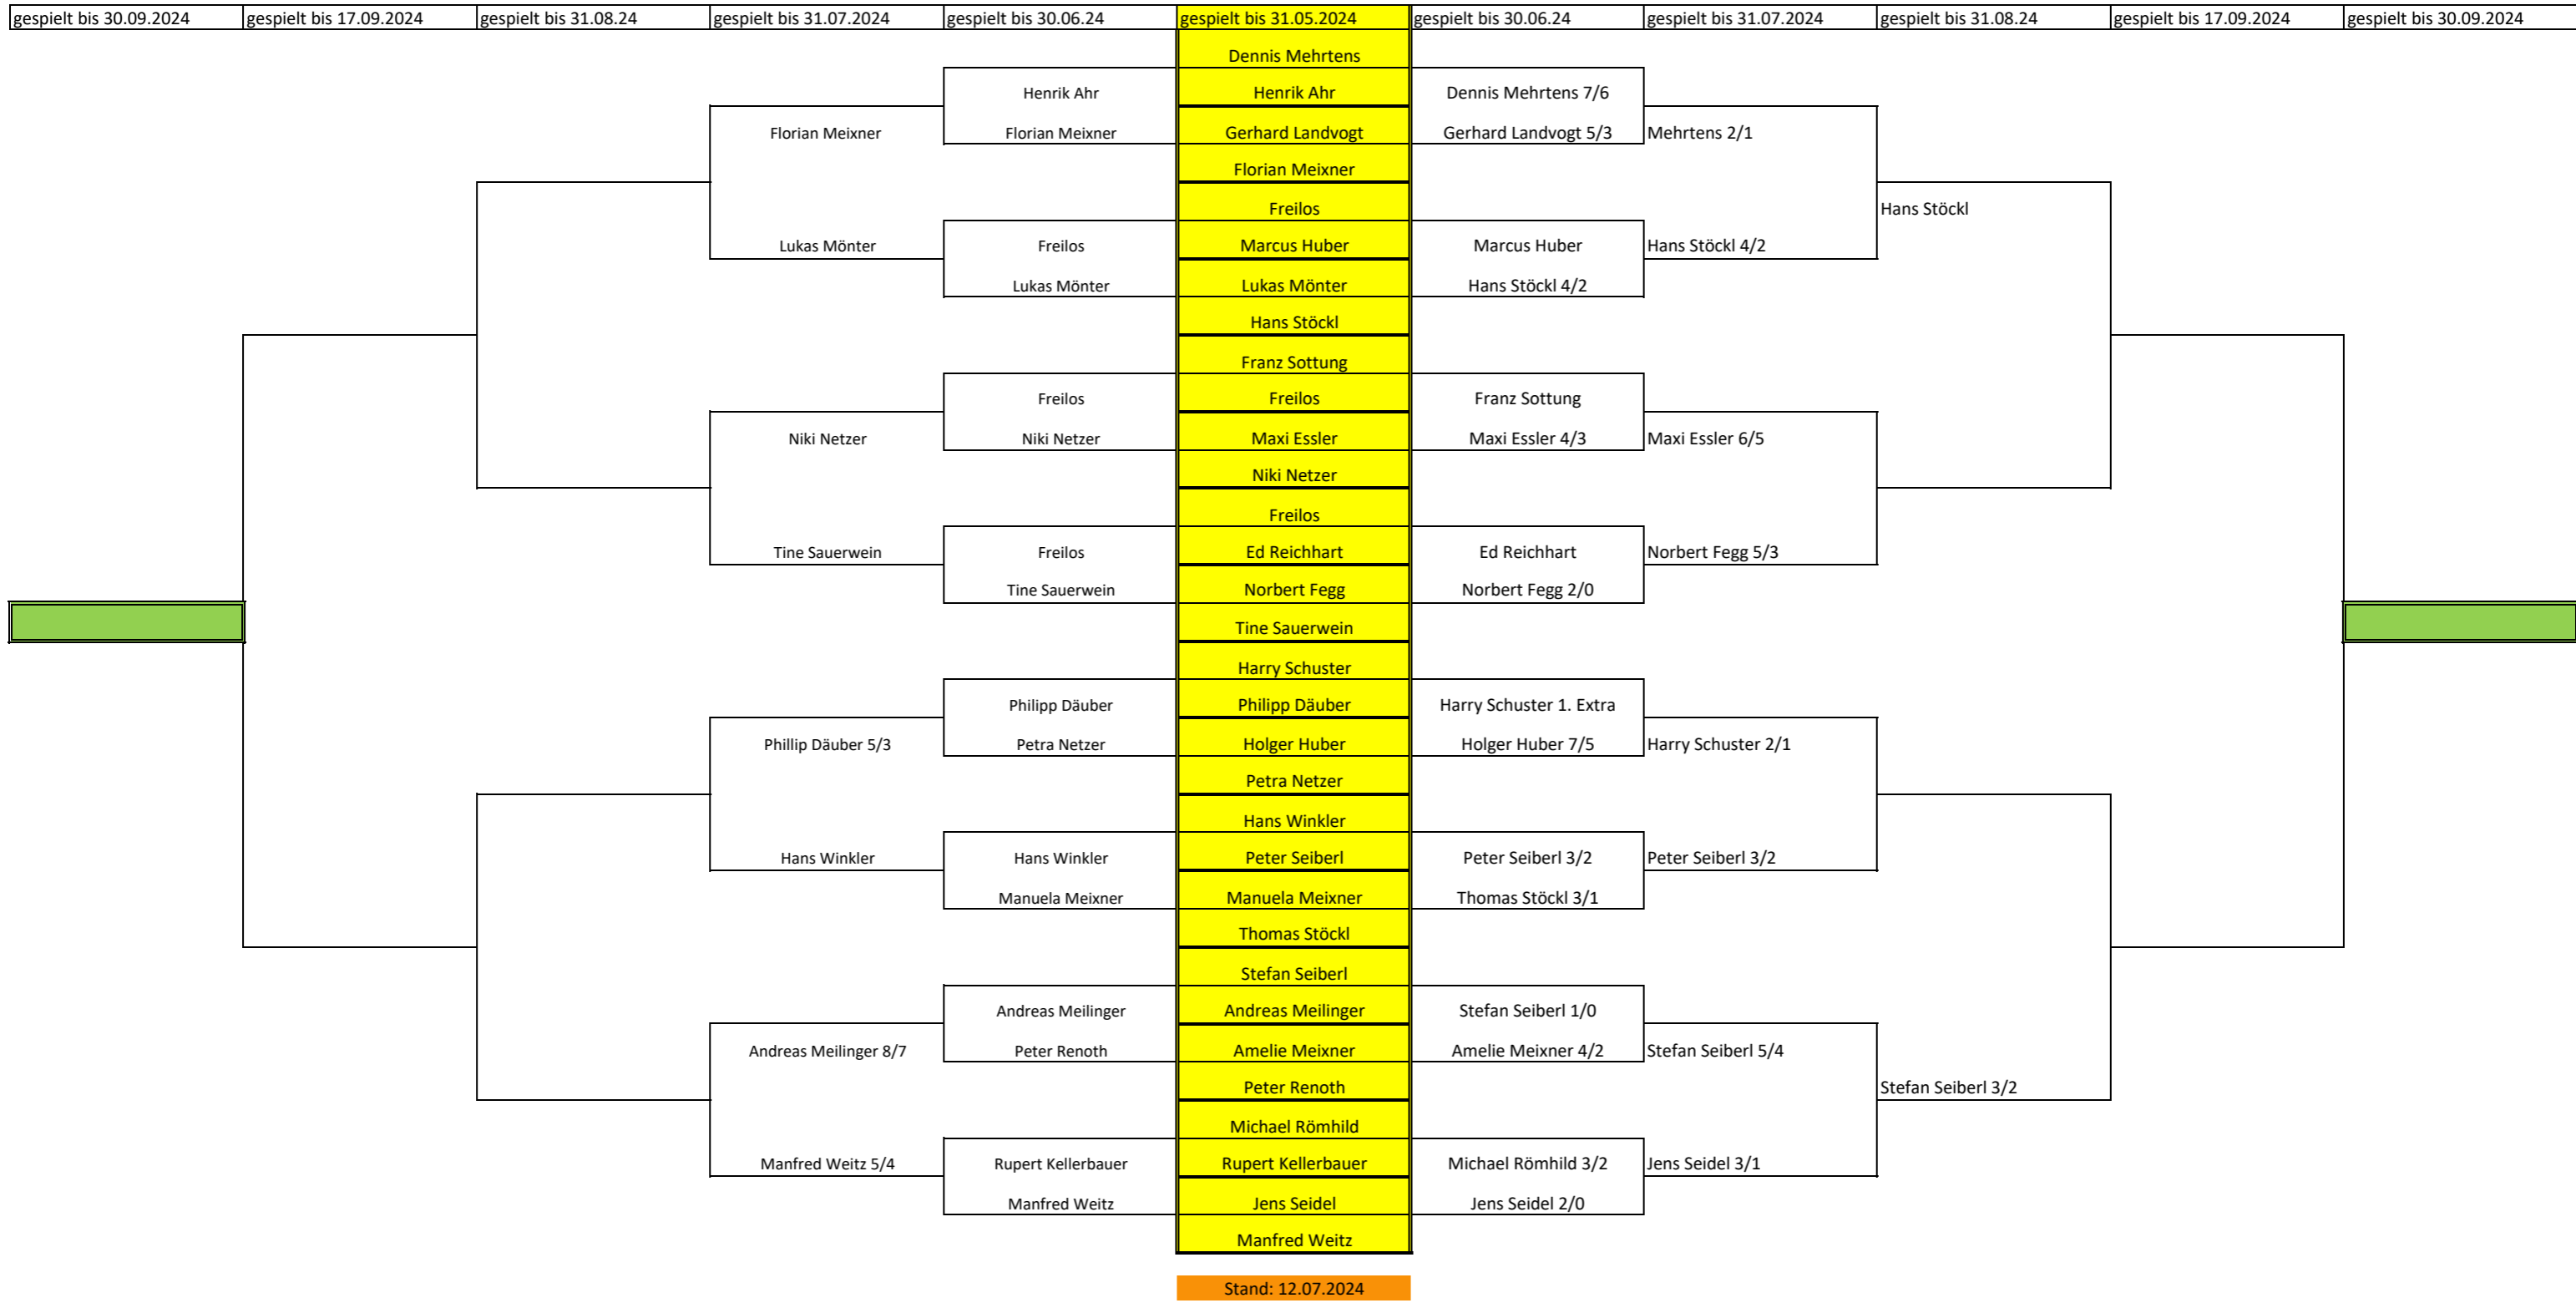 gespielt bis 30.09.2024 gespielt bis 17.09.2024 gespielt bis 31.08.24 gespielt bis 31.07.2024 gespielt bis 30.06.24 gespielt bis 31.05.2024 gespielt bis 30.06.24 gespielt bis 31.07.2024 gespielt bis 31.08.24 gespielt bis 17.09.2024 gespielt bis 30.09.2024
Dennis Mehrtens
Henrik Ahr Henrik Ahr Dennis Mehrtens 7/6
Florian Meixner Florian Meixner Gerhard Landvogt Gerhard Landvogt 5/3 Mehrtens 2/1
Florian Meixner
Freilos Hans Stöckl
Lukas Mönter Freilos Marcus Huber Marcus Huber Hans Stöckl 4/2
Lukas Mönter Lukas Mönter Hans Stöckl 4/2
Hans Stöckl
Franz Sottung
Freilos Freilos Franz Sottung
Niki Netzer Niki Netzer Maxi Essler Maxi Essler 4/3 Maxi Essler 6/5
Niki Netzer
Freilos
Tine Sauerwein Freilos Ed Reichhart Ed Reichhart Norbert Fegg 5/3
Tine Sauerwein Norbert Fegg Norbert Fegg 2/0
Tine Sauerwein
Harry Schuster
Philipp Däuber Philipp Däuber Harry Schuster 1. Extra
Phillip Däuber 5/3 Petra Netzer Holger Huber Holger Huber 7/5 Harry Schuster 2/1
Petra Netzer
Hans Winkler
Hans Winkler Hans Winkler Peter Seiberl Peter Seiberl 3/2 Peter Seiberl 3/2
Manuela Meixner Manuela Meixner Thomas Stöckl 3/1
Thomas Stöckl
Stefan Seiberl
Andreas Meilinger Andreas Meilinger Stefan Seiberl 1/0
Andreas Meilinger 8/7 Peter Renoth Amelie Meixner Amelie Meixner 4/2 Stefan Seiberl 5/4
Peter Renoth Stefan Seiberl 3/2
Michael Römhild
Manfred Weitz 5/4 Rupert Kellerbauer Rupert Kellerbauer Michael Römhild 3/2 Jens Seidel 3/1
Manfred Weitz Jens Seidel Jens Seidel 2/0
Manfred Weitz
Stand: 12.07.2024